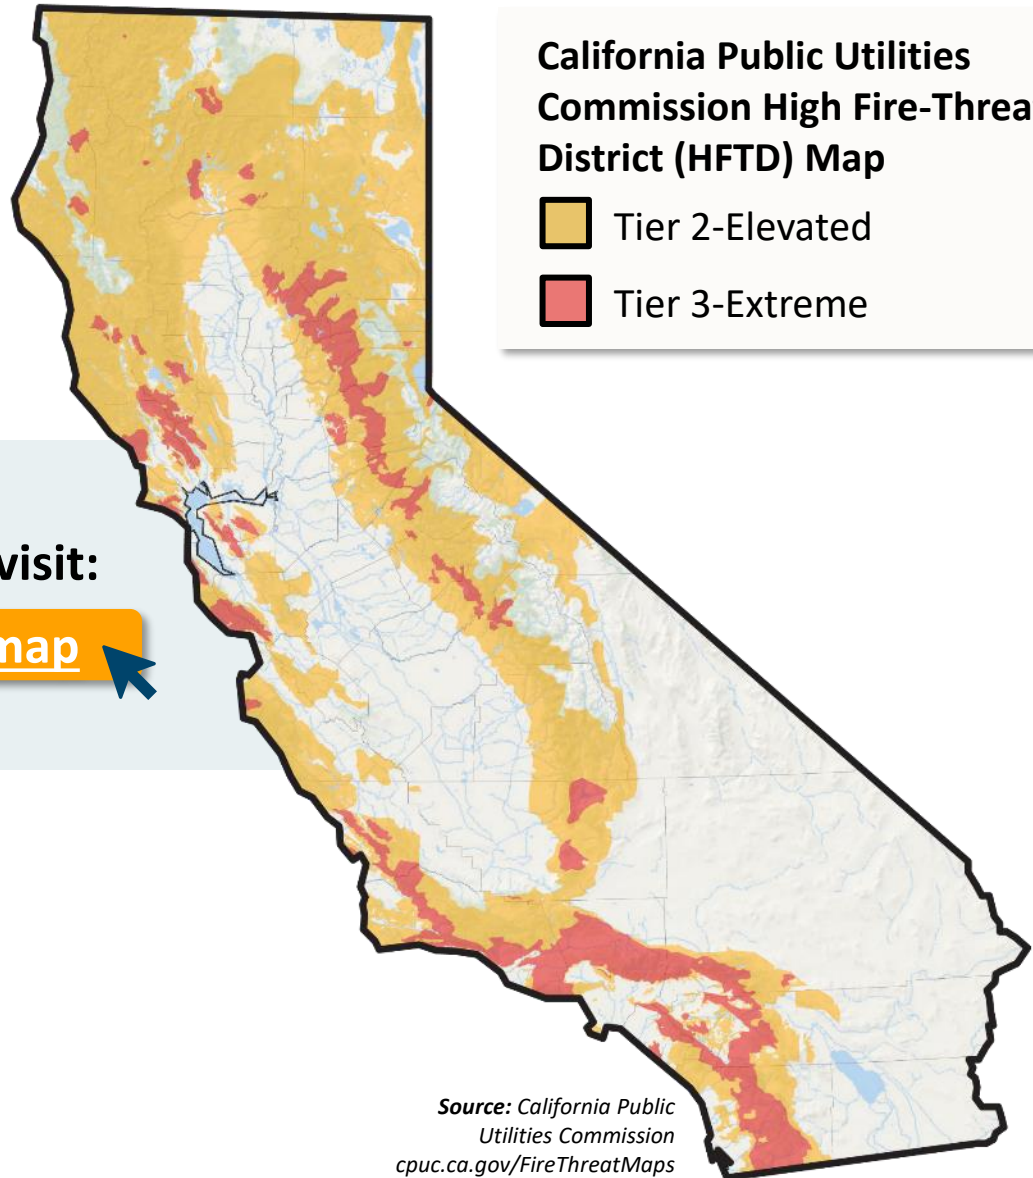 California Public Utilities
Commission High Fire-Threa
District (HFTD) Map
Tier 2-Elevated
Tier 3-Extreme
visit:
map
Source: California Public
Utilities Commission
cpuc.ca.gov/FireThreatMaps